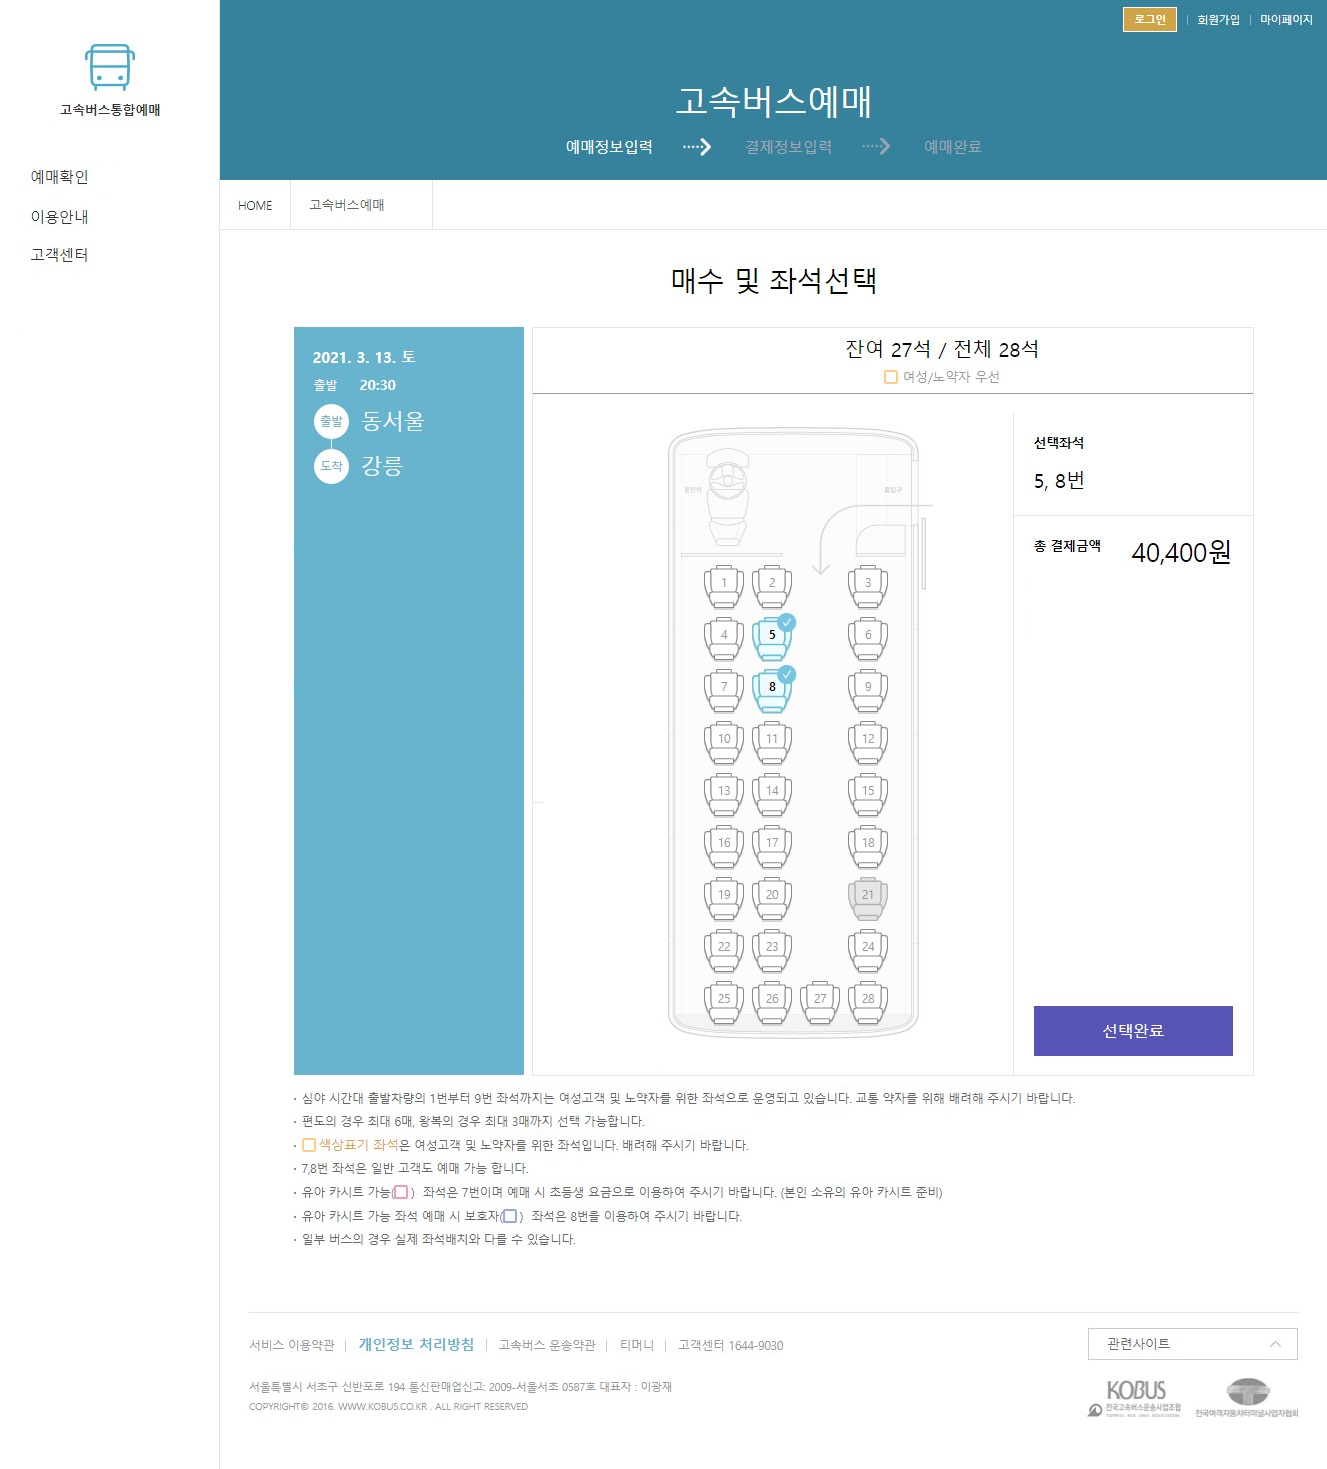 로그인 | 회원가입 | 마이페이지
고속버스통합예매
예매확인
이용안내
고객센터
고속버스예매
예매정보입력 결제정보입력 예매완료
HOME 고속버스예매
매수 및 좌석선택
2021. 3. 13. 토
출발 20:30
출발 동서울
도착 강릉
잔여 27석 / 전체 28석
여성/노약자 우선
운전석 출입구
1 2 3
4 5 6
7 8 9
10 11 12
13 14 15
16 17 18
19 20 21
22 23 24
25 26 27 28
선택좌석
5, 8번
총 결제금액 40,400원
선택완료
· 심야 시간대 출발차량의 1번부터 9번 좌석까지는 여성고객 및 노약자를 위한 좌석으로 운영되고 있습니다. 교통 약자를 위해 배려해 주시기 바랍니다.
· 편도의 경우 최대 6매, 왕복의 경우 최대 3매까지 선택 가능합니다.
· 색상표기 좌석은 여성고객 및 노약자를 위한 좌석입니다. 배려해 주시기 바랍니다.
· 7,8번 좌석은 일반 고객도 예매 가능 합니다.
· 유아 카시트 가능( ) 좌석은 7번이며 예매 시 초등생 요금으로 이용하여 주시기 바랍니다. (본인 소유의 유아 카시트 준비)
· 유아 카시트 가능 좌석 예매 시 보호자( ) 좌석은 8번을 이용하여 주시기 바랍니다.
· 일부 버스의 경우 실제 좌석배치와 다를 수 있습니다.
서비스 이용약관 | 개인정보 처리방침 | 고속버스 운송약관 | 티머니 | 고객센터 1644-9030
관련사이트
서울특별시 서초구 신반포로 194 통신판매업신고: 2009-서울서초 0587호 대표자 : 이광재
COPYRIGHT© 2016. WWW.KOBUS.CO.KR . ALL RIGHT RESERVED
KOBUS
전국고속버스운송사업조합
전국여객자동차터미널사업자협회